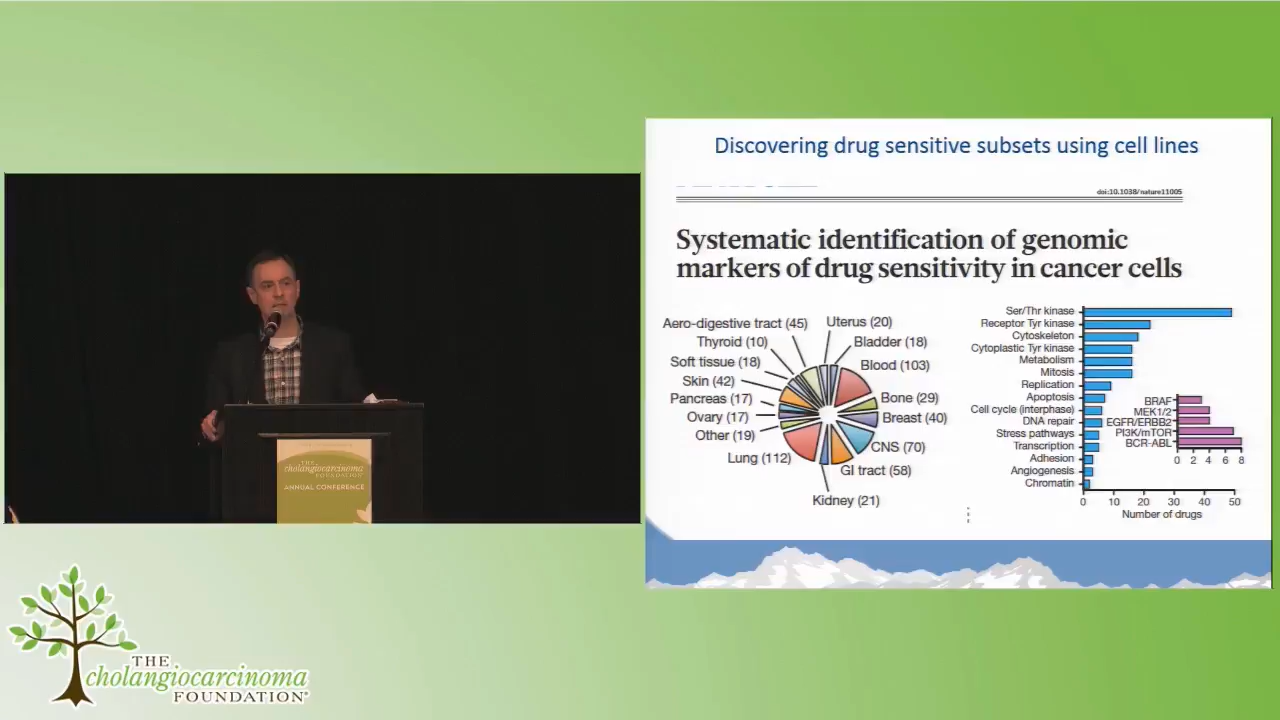 Discovering drug sensitive subsets using cell lines
doi:10.1038/nature11005
Systematic identification of genomic
markers of drug sensitivity in cancer cells
Aero-digestive tract (45)
Uterus (20)
Thyroid (10)
Bladder (18)
Soft tissue (18)
Blood (103)
Skin (42)
Pancreas (17)
Bone (29)
Ovary (17)
Breast (40)
Other (19)
CNS (70)
Lung (112)
GI tract (58)
Kidney (21)
Ser/Thr kinase
Receptor Tyr kinase
Cytoskeleton
Cytoplastic Tyr kinase
Metabolism
Mitosis
Replication
Apoptosis
Cell cycle (interphase)
DNA repair
Stress pathways
Transcription
Adhesion
Angiogenesis
Chromatin
0 10 20 30 40 50
Number of drugs
BRAF
MEK1/2
EGFR/ERBB2
PI3K/mTOR
BCR-ABL
0 2 4 6 8
THE
cholangiocarcinoma
FOUNDATION
ANNUAL CONFERENCE
THE
cholangiocarcinoma
FOUNDATION®